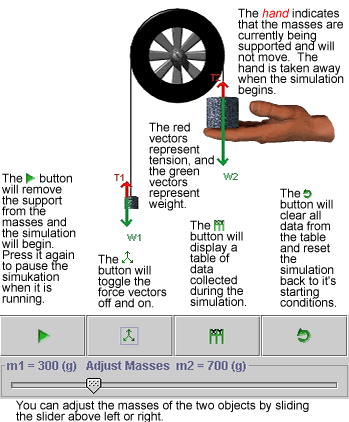 The hand indicates
that the masses are
currently being
supported and will
not move. The
hand is taken away
when the simulation
begins.
T2
The red
vectors
represent
tension, and
the green
vectors
represent
weight.
W2
T1
W1
The button
will remove
the support
from the
masses and
the simulation
will begin.
Press it again
to pause the
simukation
when it is
running.
The
button will
toggle the
force vectors
off and on.
The
button will
display a
table of
data
collected
during the
simulation.
The
button will
clear all
data from
the table
and reset
the
simulation
back to it's
starting
conditions.
m1 = 300 (g) Adjust Masses m2 = 700 (g)
You can adjust the masses of the two objects by sliding
the slider above left or right.